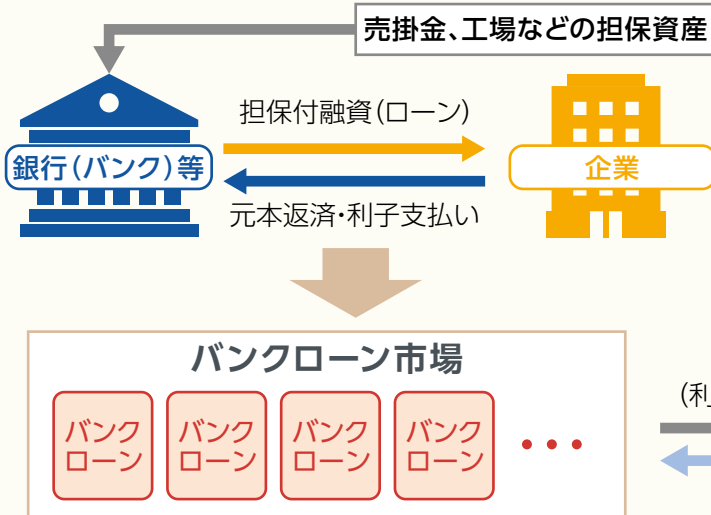 売掛金、工場などの担保資産
担保付融資(ローン)
銀行(バンク)等
企業
元本返済・利子支払い
バンクローン市場
(利
バンク
ローン
バンク
ローン
バンク
ローン
バンク
ローン
・・・